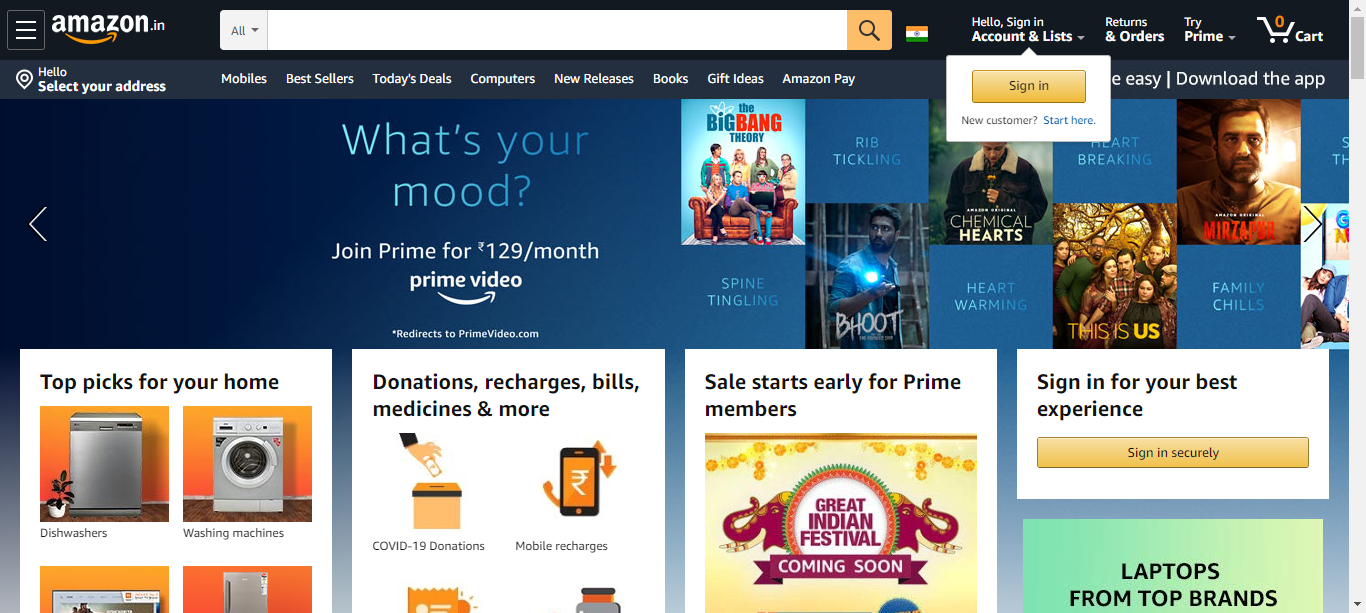 amazon.in
All
Hello, Sign in
Account & Lists
Returns
& Orders
Try
Prime
0
Cart
Hello
Select your address
Mobiles
Best Sellers
Today's Deals
Computers
New Releases
Books
Gift Ideas
Amazon Pay
e easy | Download the app
Sign in
New customer? Start here.
What's your
mood?
Join Prime for ₹129/month
prime video
*Redirects to PrimeVideo.com
the
BIG BANG
THEORY
RIB
TICKLING
SPINE
TINGLING
BHOOT
AMAZON ORIGINAL
CHEMICAL
HEARTS
HEART
WARMING
HEART
BREAKING
THIS IS US
AMAZON ORIGINAL
MIRZAPUR
FAMILY
CHILLS
S
TH
Top picks for your home
Dishwashers
Washing machines
Donations, recharges, bills,
medicines & more
COVID-19 Donations
Mobile recharges
Sale starts early for Prime
members
GREAT
INDIAN
FESTIVAL
COMING SOON
Sign in for your best
experience
Sign in securely
LAPTOPS
FROM TOP BRANDS